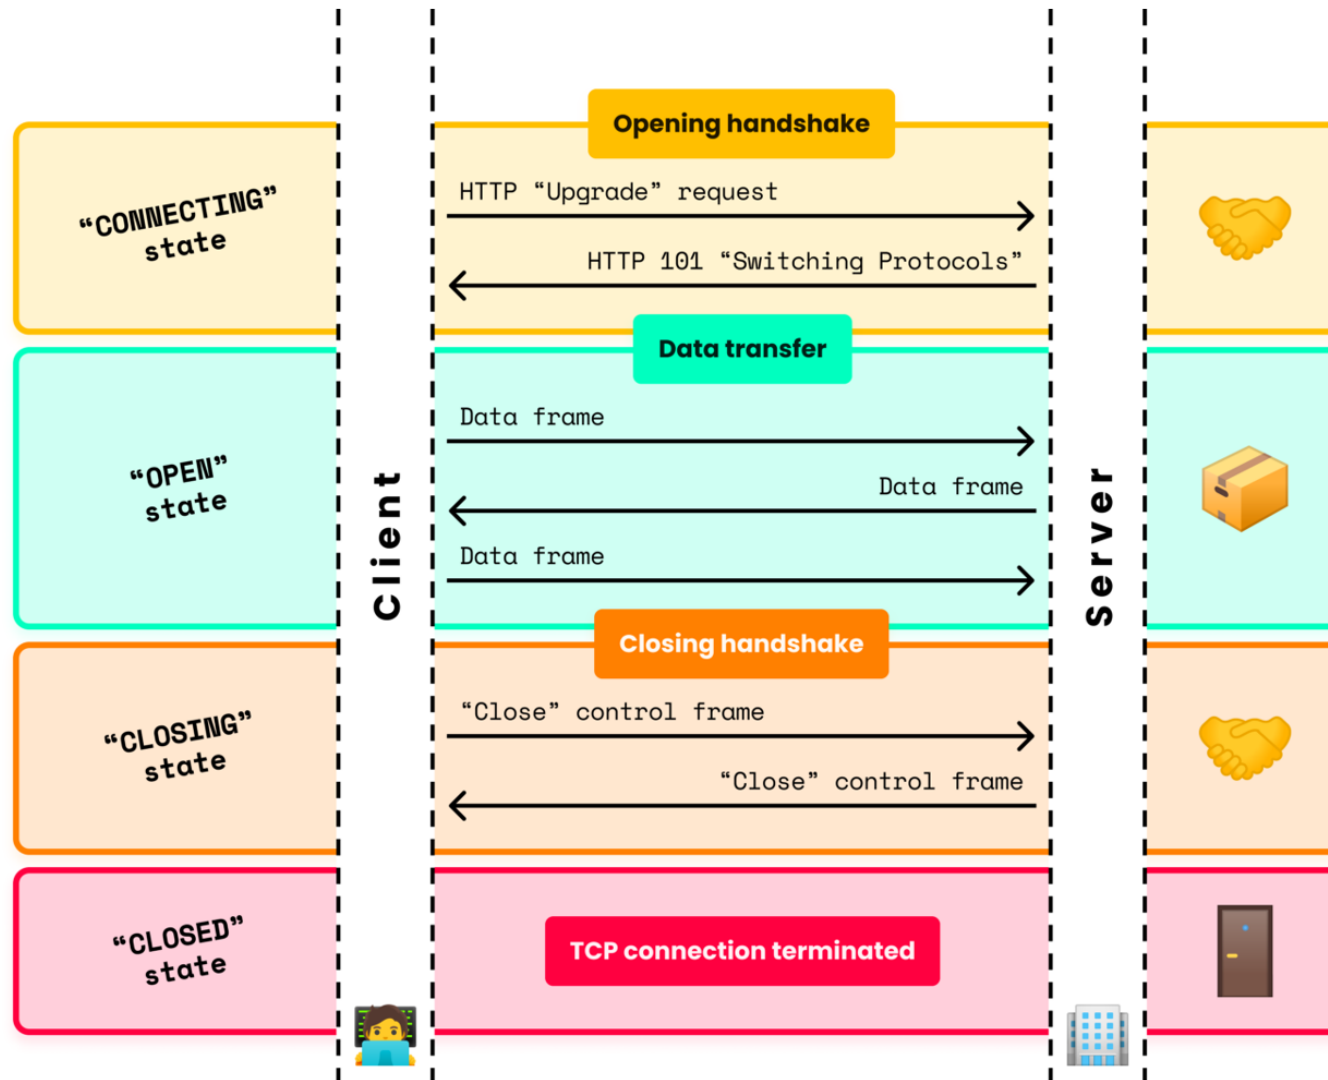 Opening handshake
“CONNECTING”
state
HTTP “Upgrade” request
HTTP 101 “Switching Protocols”
Data transfer
“OPEN”
state
Data frame
Data frame
Data frame
Client
Server
Closing handshake
“CLOSING”
state
“Close” control frame
“Close” control frame
“CLOSED”
state
TCP connection terminated